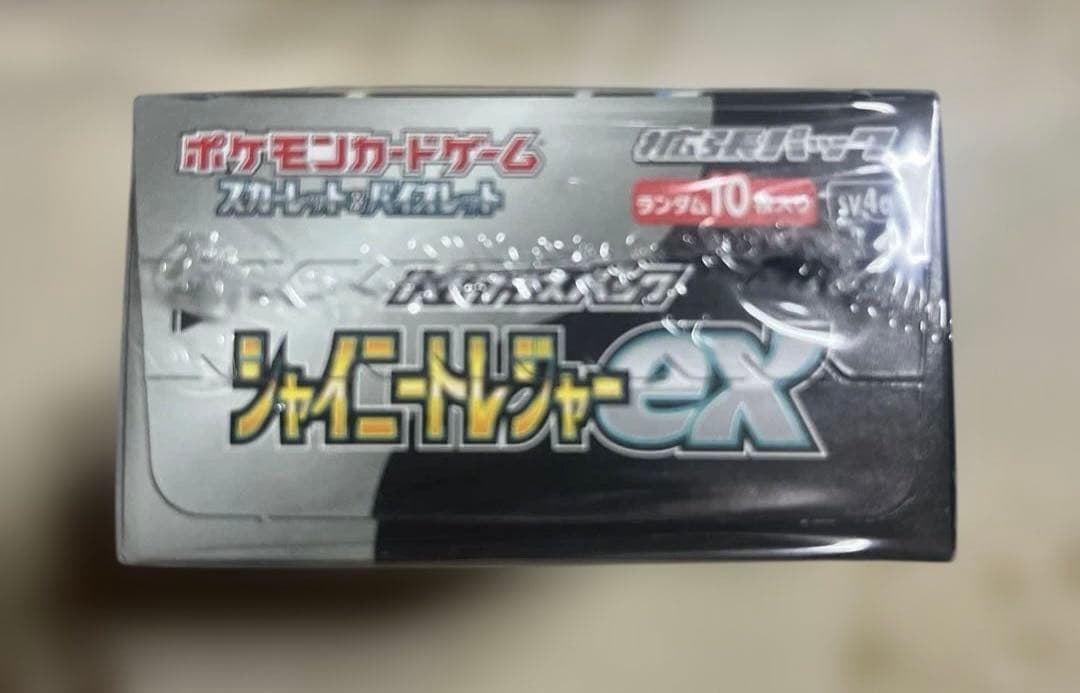 ポケモンカードゲーム
スカーレット&バイオレット
拡張パック
ランダム10枚入り
ハイクラスパック
シャイニートレジャーex